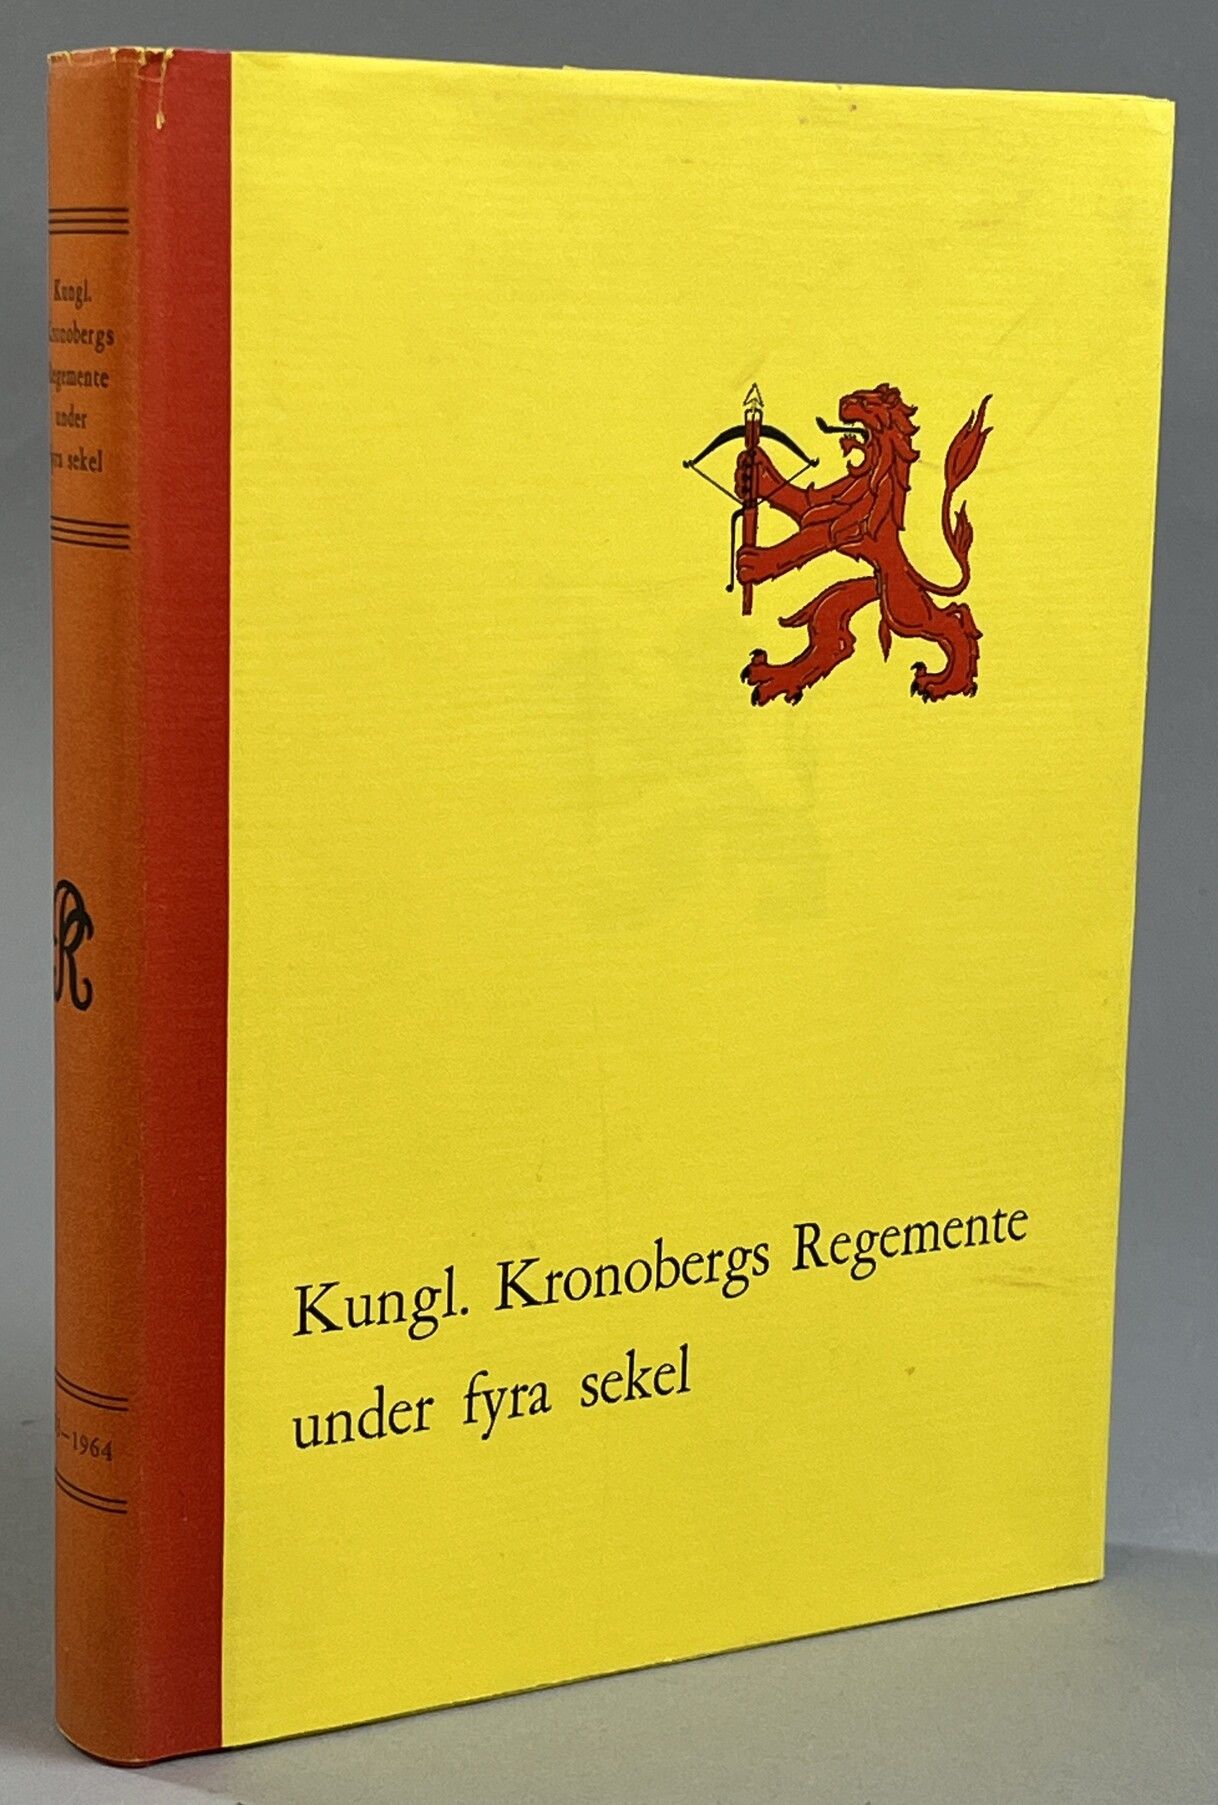 Kungl.
Kronobergs
Regemente
under
fyra sekel
Kungl. Kronobergs Regemente
under fyra sekel
–1964